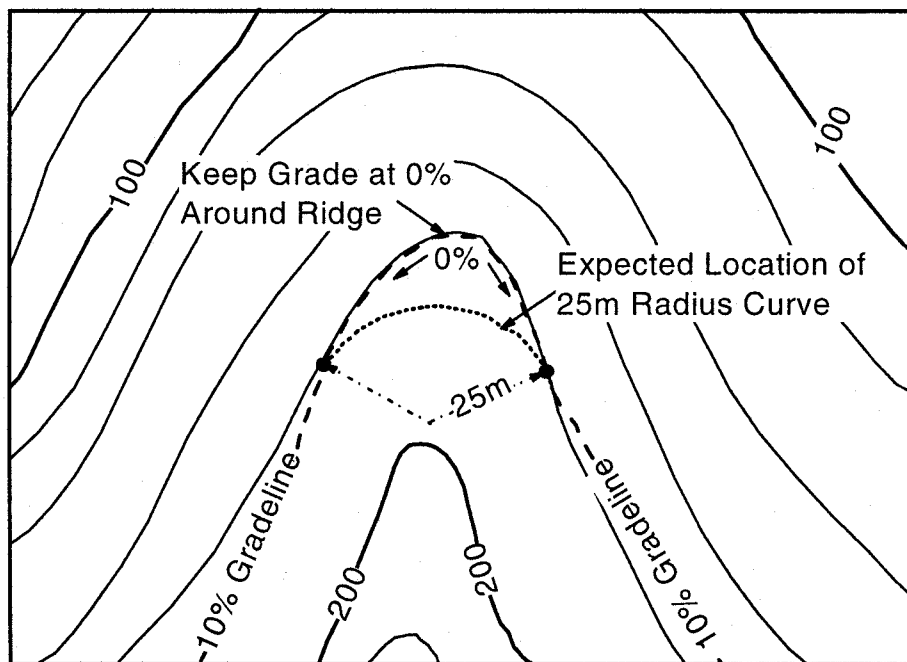 100
100
Keep Grade at 0%
Around Ridge
0%
Expected Location of
25m Radius Curve
25m
10% Gradeline
200
200
10% Gradeline